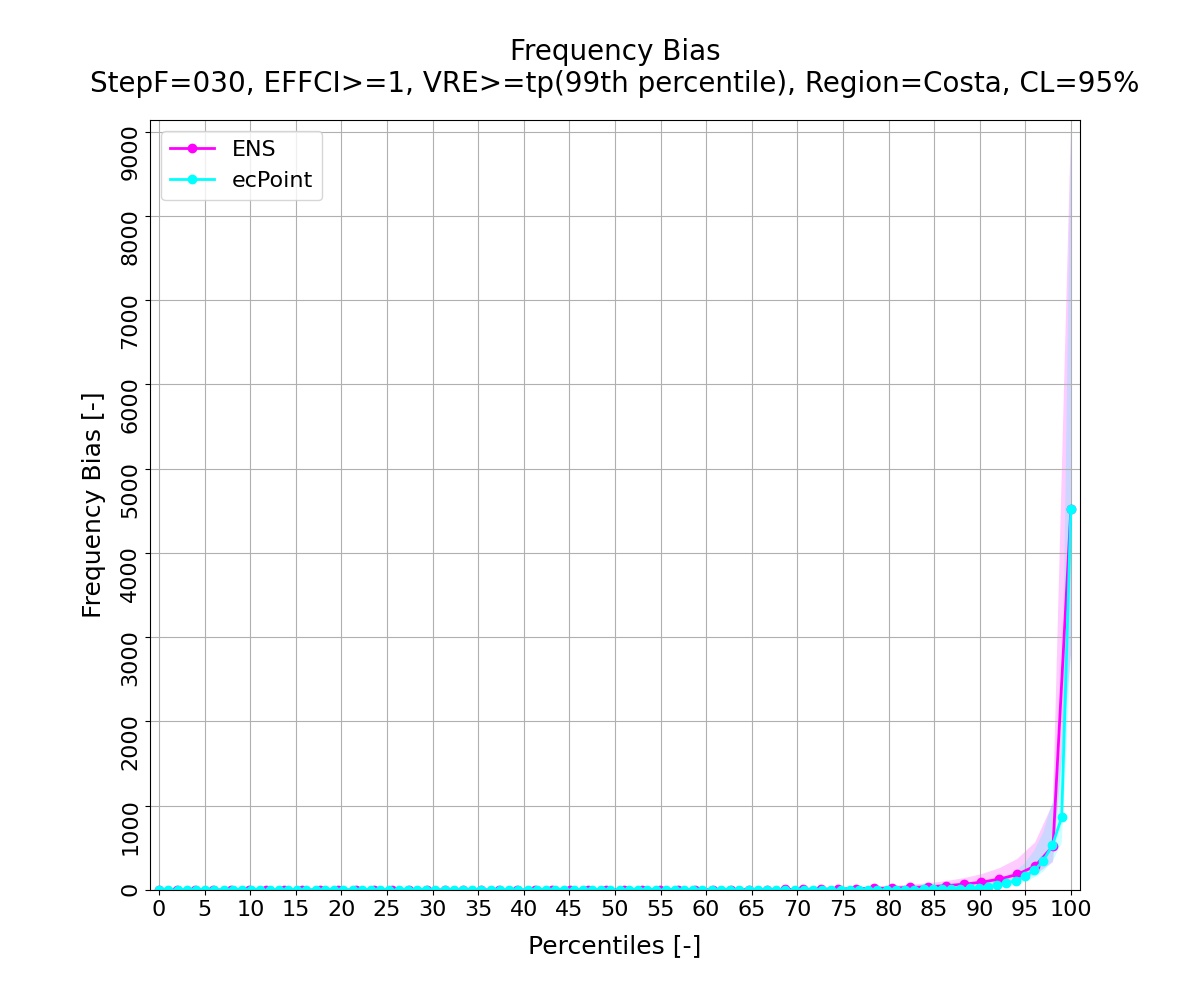 Frequency Bias
StepF=030, EFFCI>=1, VRE>=tp(99th percentile), Region=Costa, CL=95%
ENS
ecPoint
9000
8000
7000
6000
5000
4000
3000
2000
1000
0
Frequency Bias [-]
0 5 10 15 20 25 30 35 40 45 50 55 60 65 70 75 80 85 90 95 100
Percentiles [-]